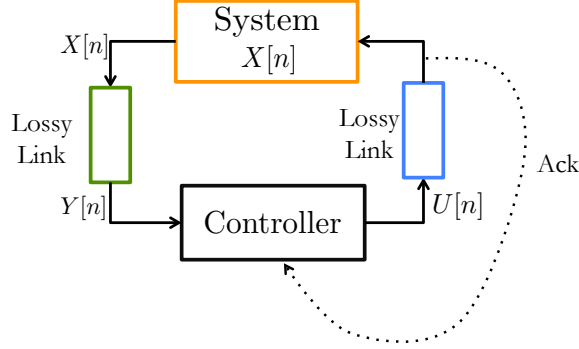 System
X[n]
X[n]
Lossy
Link
Lossy
Link
Ack
Y[n]
Controller
U[n]